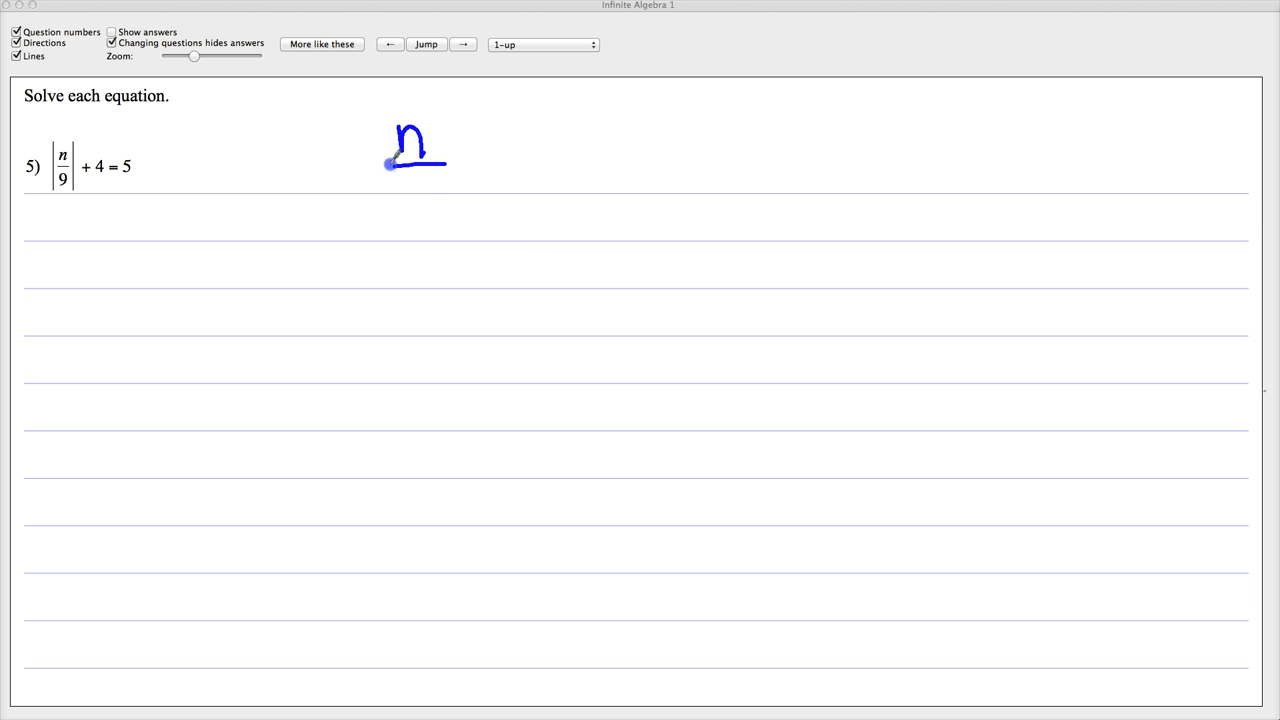 Infinite Algebra 1
Question numbers Show answers
Directions Changing questions hides answers More like these ← Jump → 1-up
Lines Zoom:
Solve each equation.
5) |n/9| + 4 = 5
n